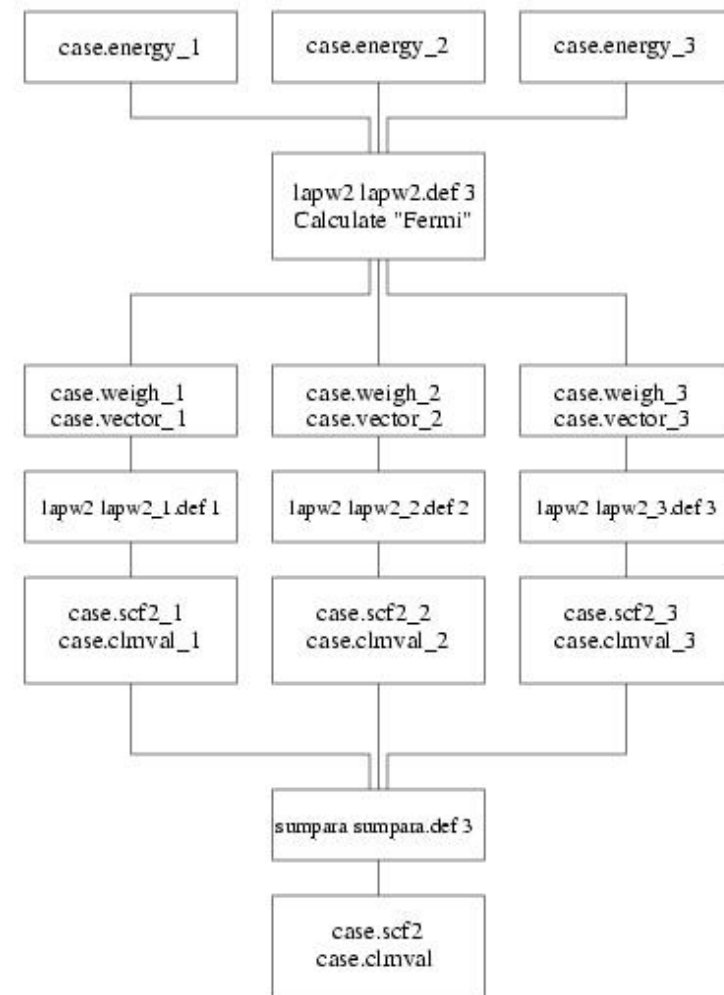 case.energy_1
case.energy_2
case.energy_3
lapw2 lapw2.def 3
Calculate "Fermi"
case.weigh_1
case.vector_1
case.weigh_2
case.vector_2
case.weigh_3
case.vector_3
lapw2 lapw2_1.def 1
lapw2 lapw2_2.def 2
lapw2 lapw2_3.def 3
case.scf2_1
case.clmval_1
case.scf2_2
case.clmval_2
case.scf2_3
case.clmval_3
sumpara sumpara.def 3
case.scf2
case.clmval